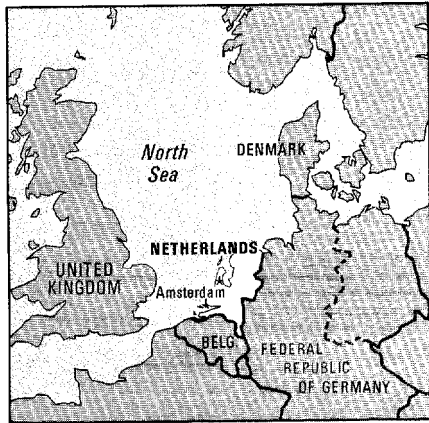 North
Sea
DENMARK
NETHERLANDS
UNITED
KINGDOM
Amsterdam
BELG.
FEDERAL
REPUBLIC
OF GERMANY